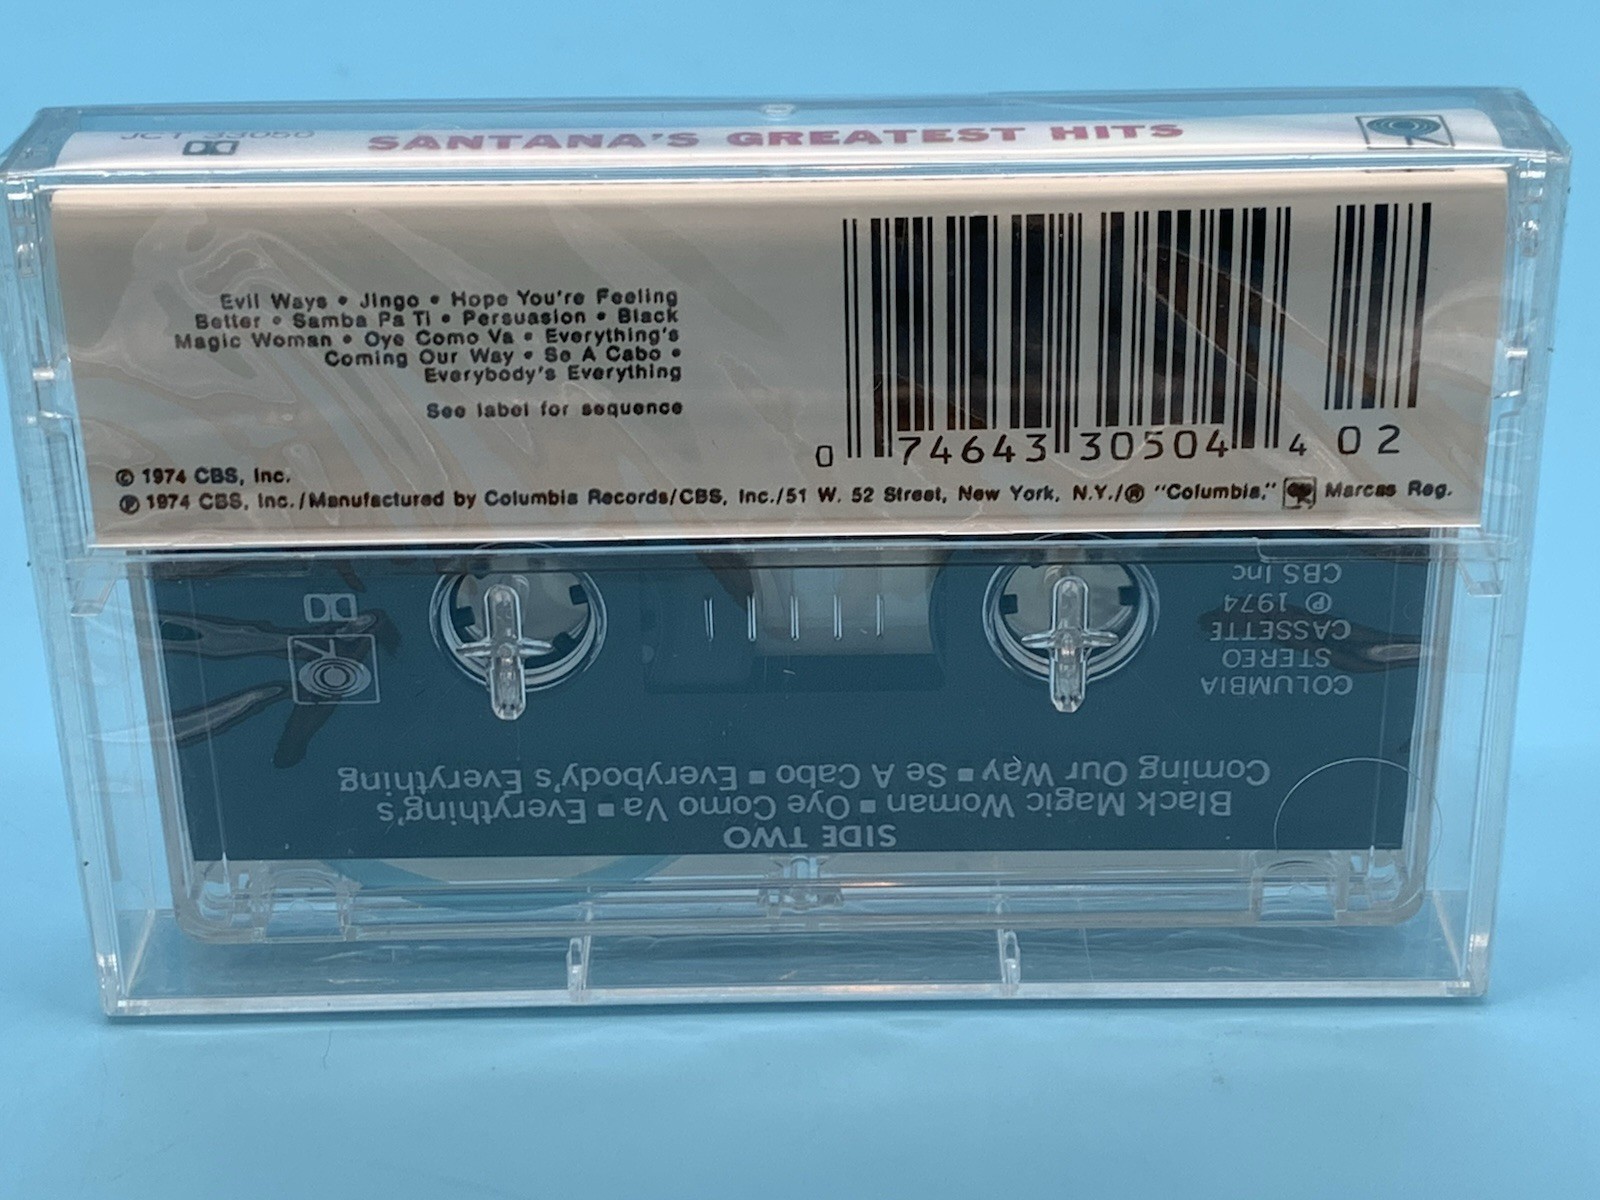 JCT 33050
SANTANA'S GREATEST HITS
Evil Ways • Jingo • Hope You're Feeling
Better • Samba Pa Ti • Persuasion • Black
Magic Woman • Oye Como Va • Everything's
Coming Our Way • Se A Cabo •
Everybody's Everything
See label for sequence
0 74643 30504 4 02
© 1974 CBS, Inc.
℗ 1974 CBS, Inc./Manufactured by Columbia Records/CBS, Inc./51 W. 52 Street, New York, N.Y./® "Columbia," Marcas Reg.
SIDE TWO
Black Magic Woman ■ Oye Como Va ■ Everything's
Coming Our Way ■ Se A Cabo ■ Everybody's Everything
COLUMBIA
STEREO
CASSETTE
℗ 1974
CBS Inc